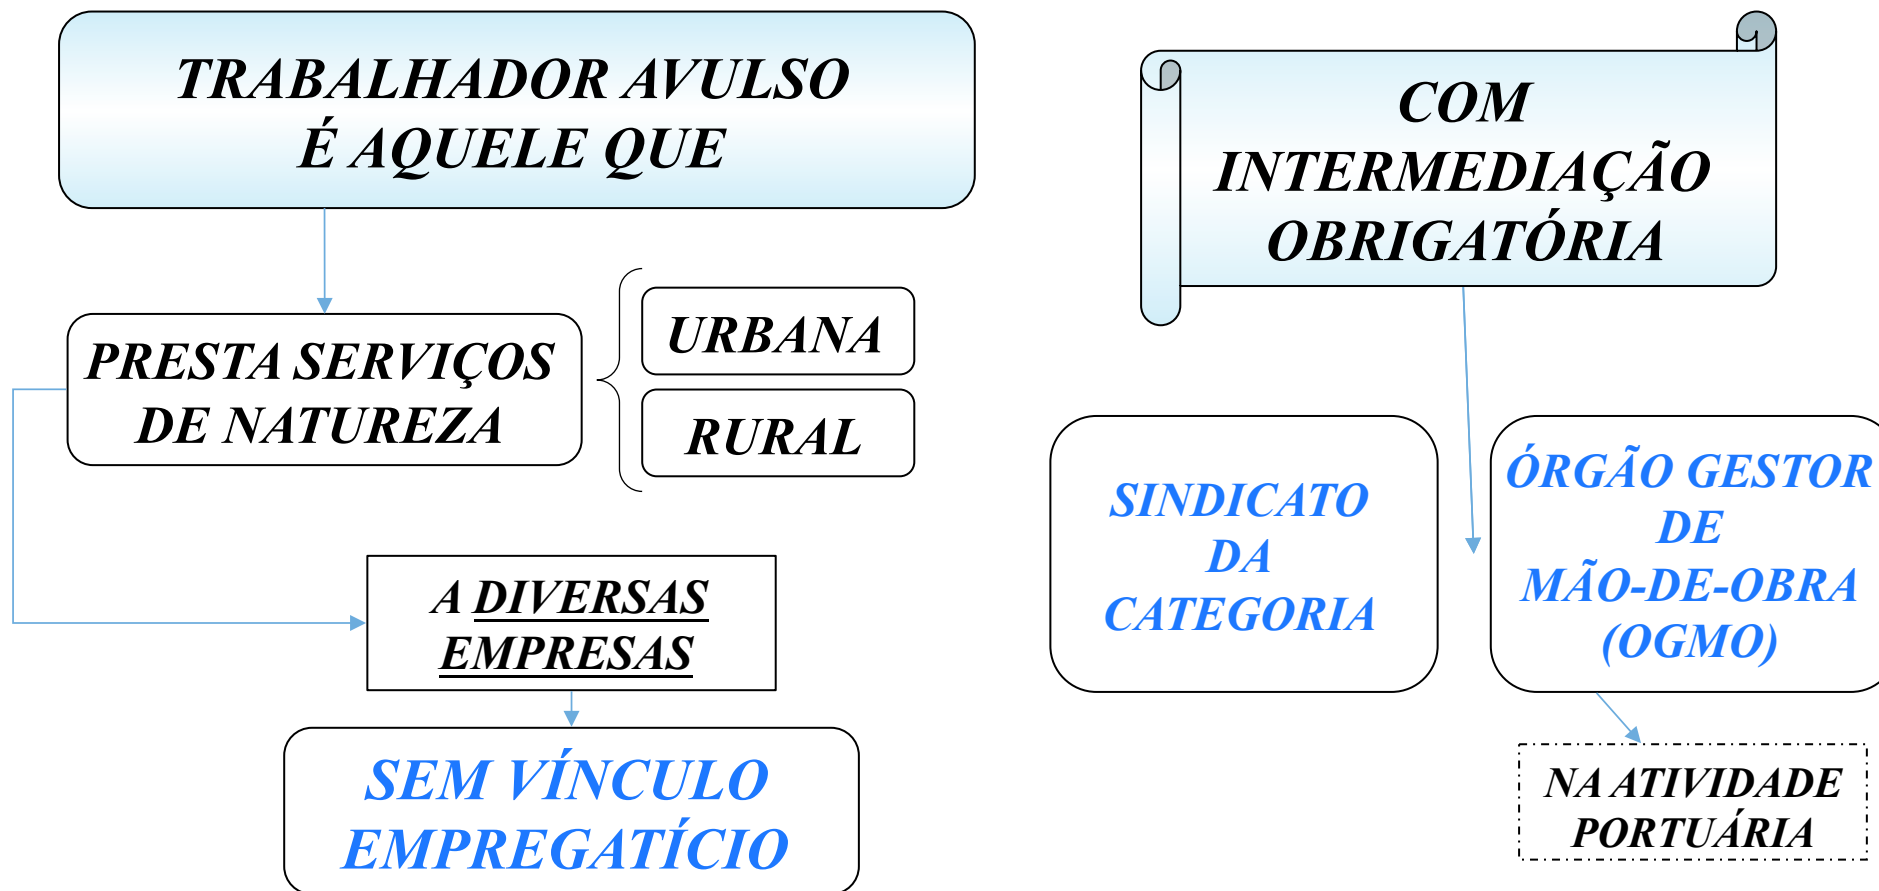 TRABALHADOR AVULSO
É AQUELE QUE
PRESTA SERVIÇOS
DE NATUREZA
URBANA
RURAL
A DIVERSAS
EMPRESAS
SEM VÍNCULO
EMPREGATÍCIO
COM
INTERMEDIAÇÃO
OBRIGATÓRIA
SINDICATO
DA
CATEGORIA
ÓRGÃO GESTOR
DE
MÃO-DE-OBRA
(OGMO)
NA ATIVIDADE
PORTUÁRIA